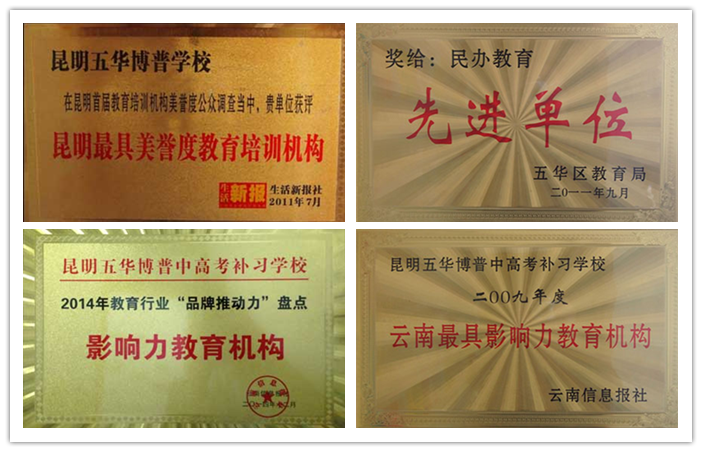 昆明五华博普学校
在昆明首届教育培训机构美誉度公众调查当中，贵单位获评
昆明最具美誉度教育培训机构
生活新报
生活新报社
2011年7月
奖给：民办教育
先进单位
五华区教育局
二〇一一年九月
昆明五华博普中高考补习学校
2014年教育行业“品牌推动力”盘点
影响力教育机构
昆明五华博普中高考补习学校
二00九年度
云南最具影响力教育机构
云南信息报社